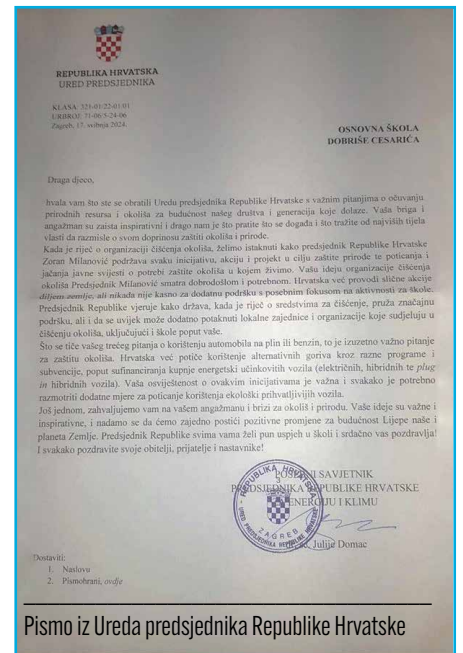 REPUBLIKA HRVATSKA
URED PREDSJEDNIKA
KLASA: 321-01/22-01/01
URBROJ: 71-06/5-24-06
Zagreb, 17. svibnja 2024.
OSNOVNA ŠKOLA
DOBRIŠE CESARIĆA
Draga djeco,
hvala vam što ste se obratili Uredu predsjednika Republike Hrvatske s važnim pitanjima o očuvanju
prirodnih resursa i okoliša za budućnost našeg društva i generacija koje dolaze. Vaša briga i
angažman su zaista inspirativni i drago nam je što pratite što se događa i što tražite od najviših tijela
vlasti da razmisle o svom doprinosu zaštiti okoliša i prirode.
Kada je riječ o organizaciji čišćenja okoliša, želimo istaknuti kako predsjednik Republike Hrvatske
Zoran Milanović podržava svaku inicijativu, akciju i projekt u cilju zaštite prirode te poticanja i
jačanja javne svijesti o potrebi zaštite okoliša u kojem živimo. Vašu ideju organizacije čišćenja
okoliša Predsjednik Milanović smatra dobrodošlom i potrebnom. Hrvatska već provodi slične akcije
diljem zemlje, ali nikada nije kasno za dodatnu podršku s posebnim fokusom na aktivnosti za škole.
Predsjednik Republike vjeruje kako država, kada je riječ o sredstvima za čišćenje, pruža značajnu
podršku, ali i da se uvijek može dodatno potaknuti lokalne zajednice i organizacije koje sudjeluju u
čišćenju okoliša, uključujući i škole poput vaše.
Što se tiče vašeg trećeg pitanja o korištenju automobila na plin ili benzin, to je izuzetno važno pitanje
za zaštitu okoliša. Hrvatska već potiče korištenje alternativnih goriva kroz razne programe i
subvencije, poput sufinanciranja kupnje energetski učinkovitih vozila (električnih, hibridnih te plug
in hibridnih vozila). Vaša osviještenost o ovakvim inicijativama je važna i svakako je potrebno
razmotriti dodatne mjere za poticanje korištenja ekološki prihvatljivijih vozila.
Još jednom, zahvaljujemo vam na vašem angažmanu i brizi za okoliš i prirodu. Vaše ideje su važne i
inspirativne, i nadamo se da ćemo zajedno postići pozitivne promjene za budućnost Lijepe naše i
planeta Zemlje. Predsjednik Republike svima vama želi pun uspjeh u školi i srdačno vas pozdravlja!
I svakako pozdravite svoje obitelji, prijatelje i nastavnike!
POSEBNI SAVJETNIK
PREDSJEDNIKA REPUBLIKE HRVATSKE
ZA ENERGIJU I KLIMU
Julije Domac
Dostaviti:
1. Naslovu
2. Pismohrani, ovdje
Pismo iz Ureda predsjednika Republike Hrvatske